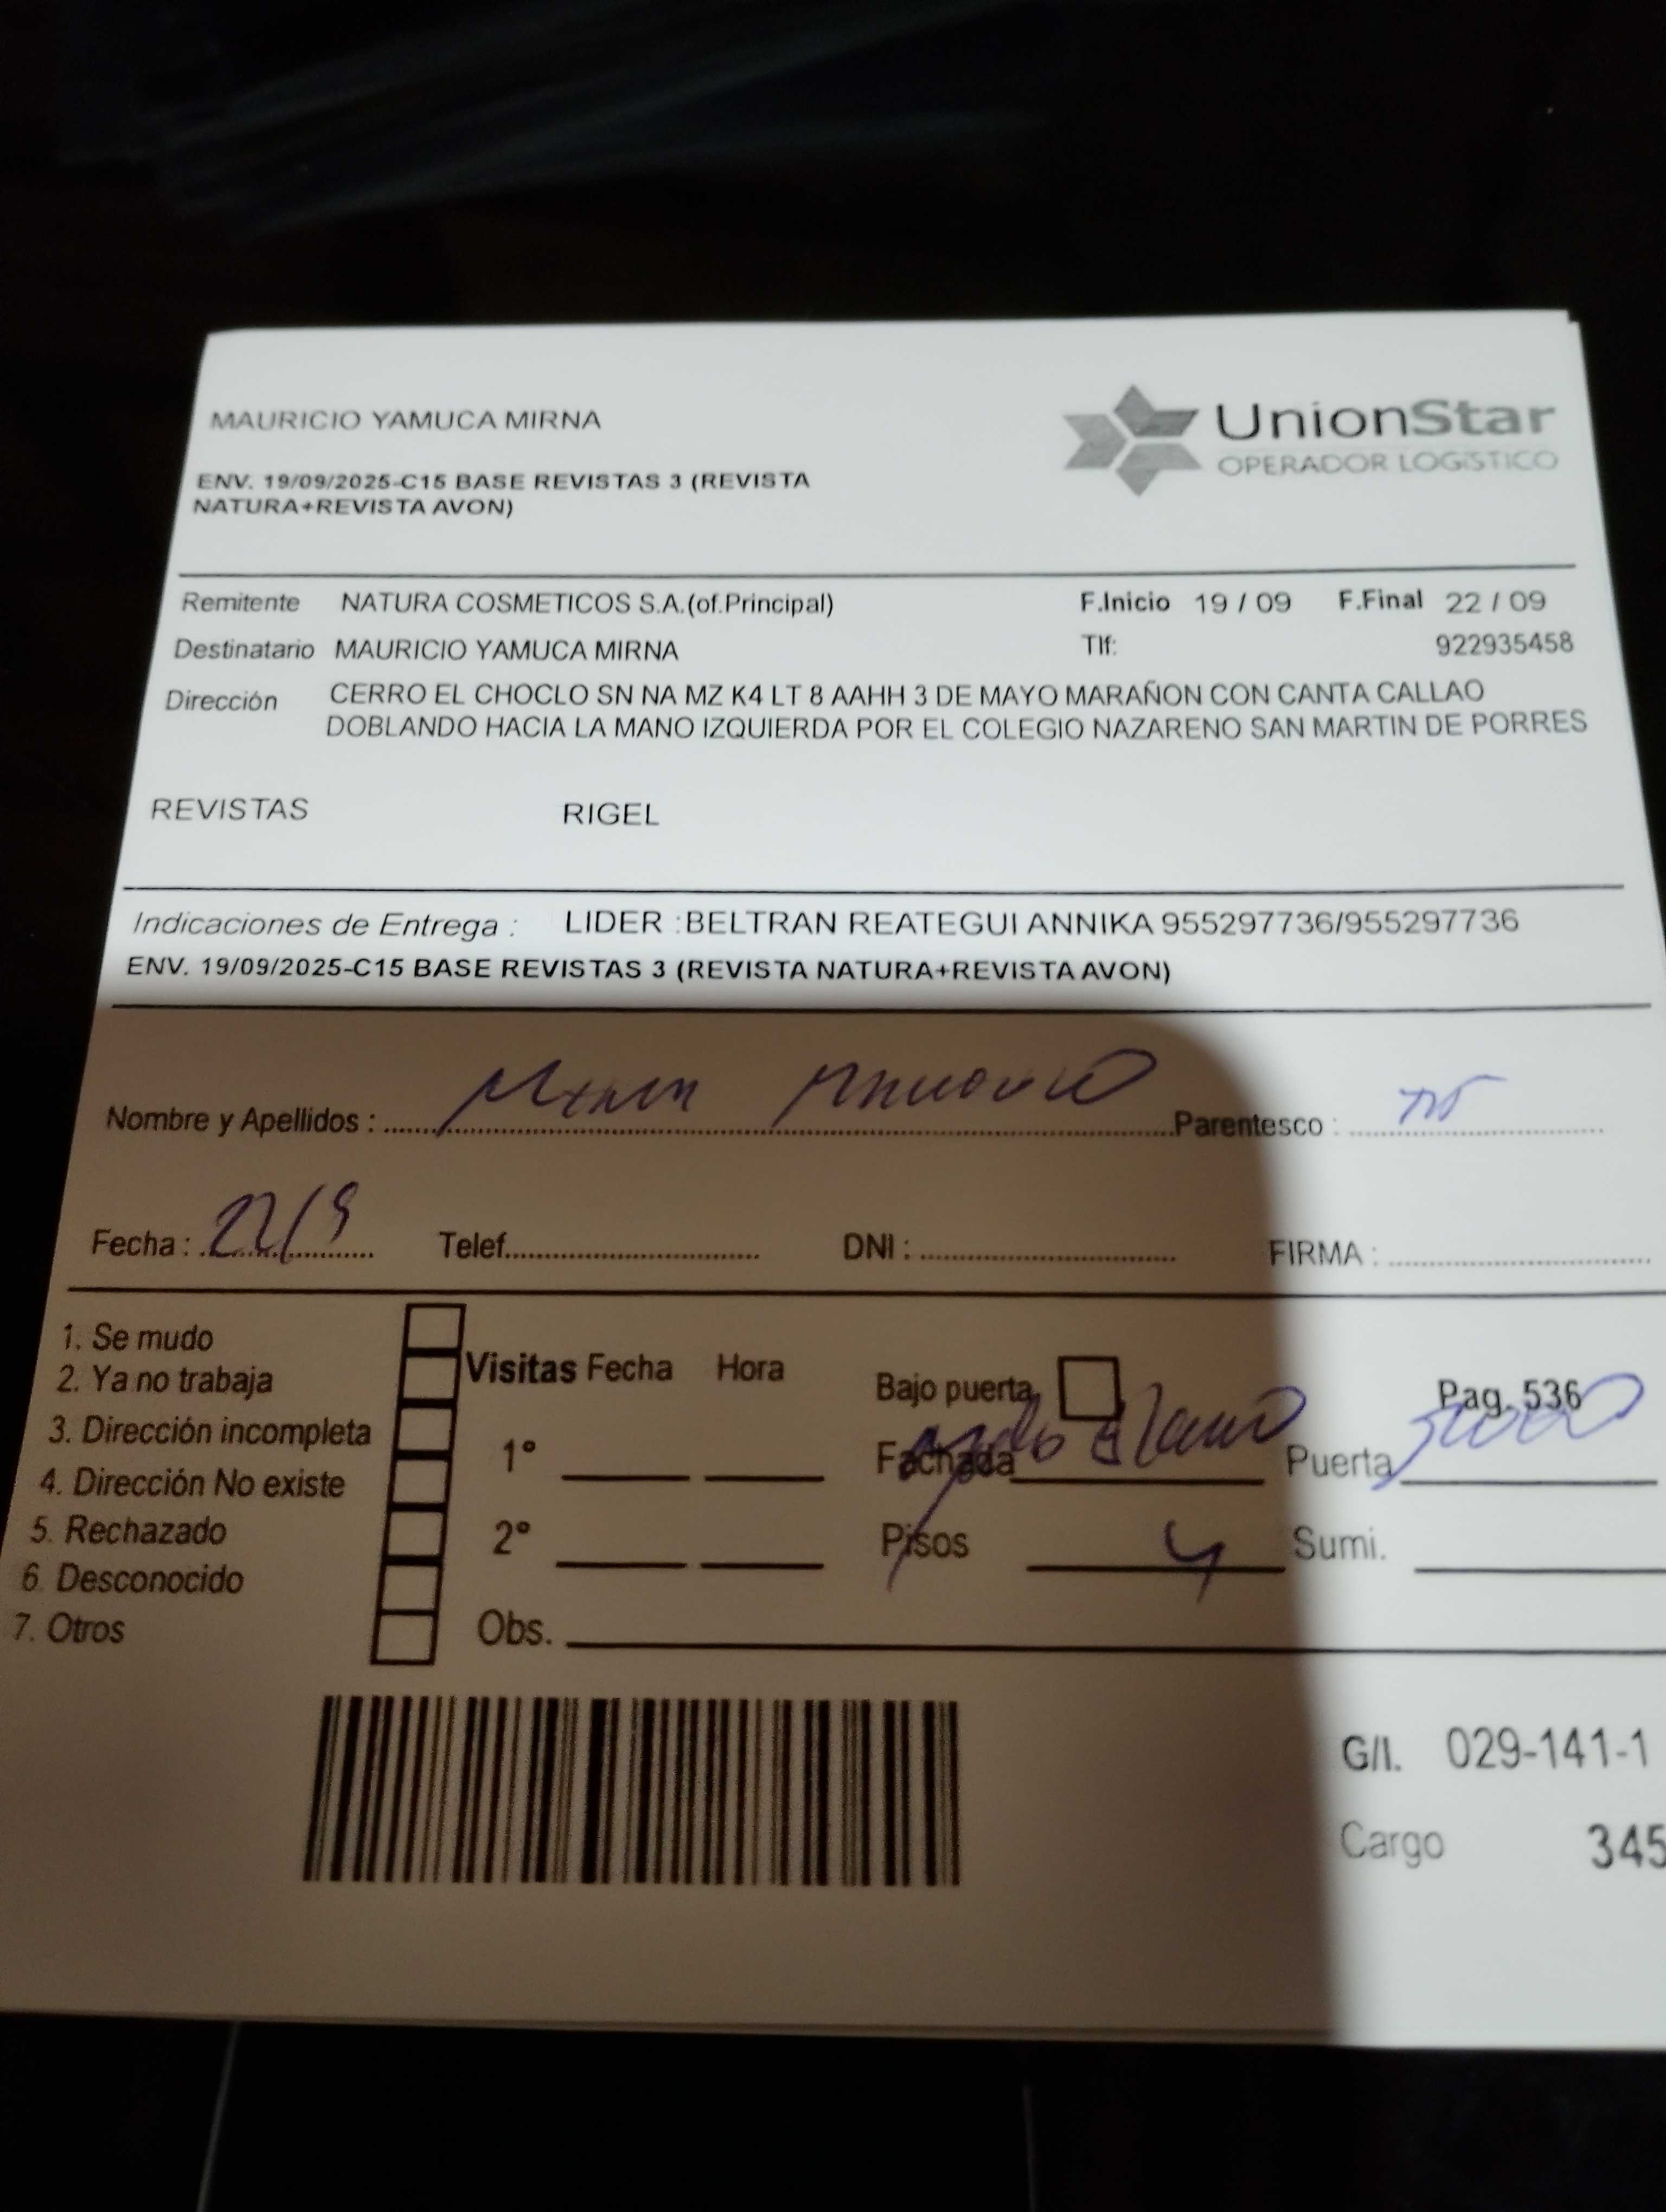 MAURICIO YAMUCA MIRNA
UnionStar
OPERADOR LOGíSTICO
ENV. 19/09/2025-C15 BASE REVISTAS 3 (REVISTA
NATURA+REVISTA AVON)
Remitente NATURA COSMETICOS S.A.(of.Principal) F.Inicio 19 / 09 F.Final 22 / 09
Destinatario MAURICIO YAMUCA MIRNA Tlf: 922935458
Dirección CERRO EL CHOCLO SN NA MZ K4 LT 8 AAHH 3 DE MAYO MARAÑON CON CANTA CALLAO
DOBLANDO HACIA LA MANO IZQUIERDA POR EL COLEGIO NAZARENO SAN MARTIN DE PORRES
REVISTAS RIGEL
Indicaciones de Entrega : LIDER :BELTRAN REATEGUI ANNIKA 955297736/955297736
ENV. 19/09/2025-C15 BASE REVISTAS 3 (REVISTA NATURA+REVISTA AVON)
Nombre y Apellidos : Parentesco :
Fecha : 22/9 Telef. DNI : FIRMA :
1. Se mudo
2. Ya no trabaja
3. Dirección incompleta
4. Dirección No existe
5. Rechazado
6. Desconocido
7. Otros
Visitas Fecha Hora
1°
2°
Obs.
Bajo puerta Pag. 536
Fachada Puerta
Pisos 4 Sumi.
G/I. 029-141-1
Cargo 345